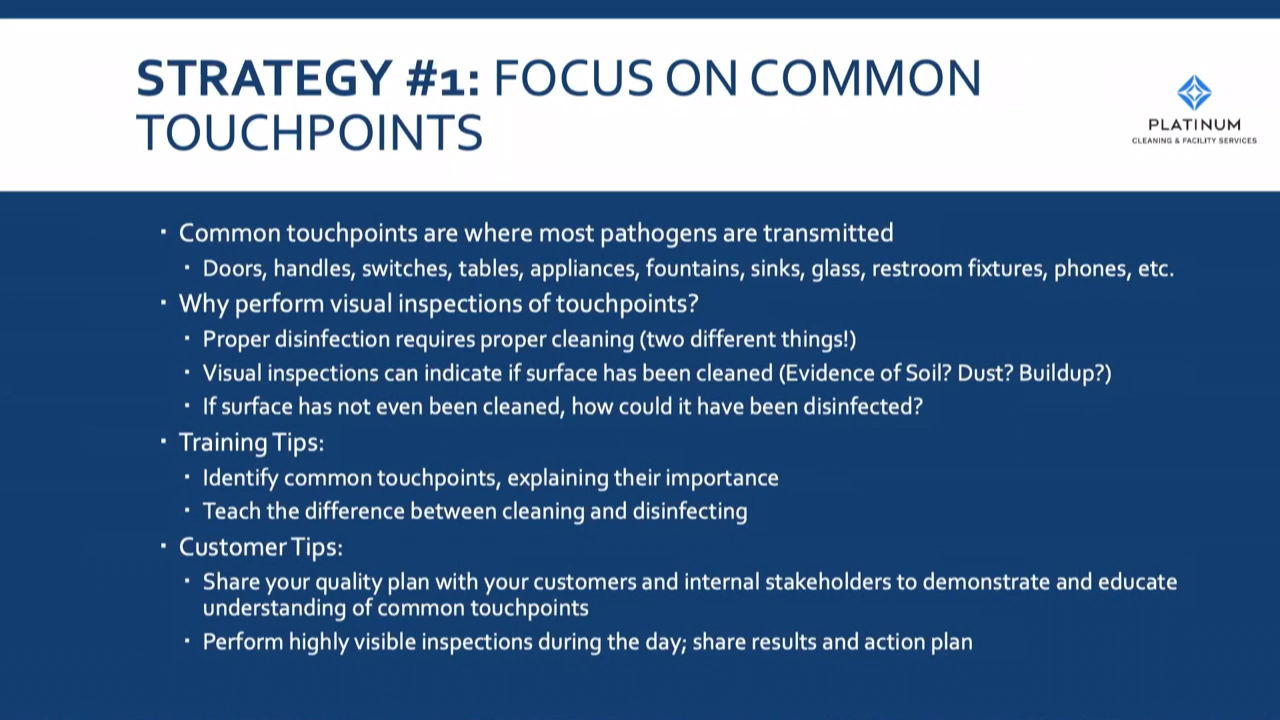 STRATEGY #1: FOCUS ON COMMON
TOUCHPOINTS
PLATINUM
CLEANING & FACILITY SERVICES
▪ Common touchpoints are where most pathogens are transmitted
▪ Doors, handles, switches, tables, appliances, fountains, sinks, glass, restroom fixtures, phones, etc.
▪ Why perform visual inspections of touchpoints?
▪ Proper disinfection requires proper cleaning (two different things!)
▪ Visual inspections can indicate if surface has been cleaned (Evidence of Soil? Dust? Buildup?)
▪ If surface has not even been cleaned, how could it have been disinfected?
▪ Training Tips:
▪ Identify common touchpoints, explaining their importance
▪ Teach the difference between cleaning and disinfecting
▪ Customer Tips:
▪ Share your quality plan with your customers and internal stakeholders to demonstrate and educate
understanding of common touchpoints
▪ Perform highly visible inspections during the day; share results and action plan